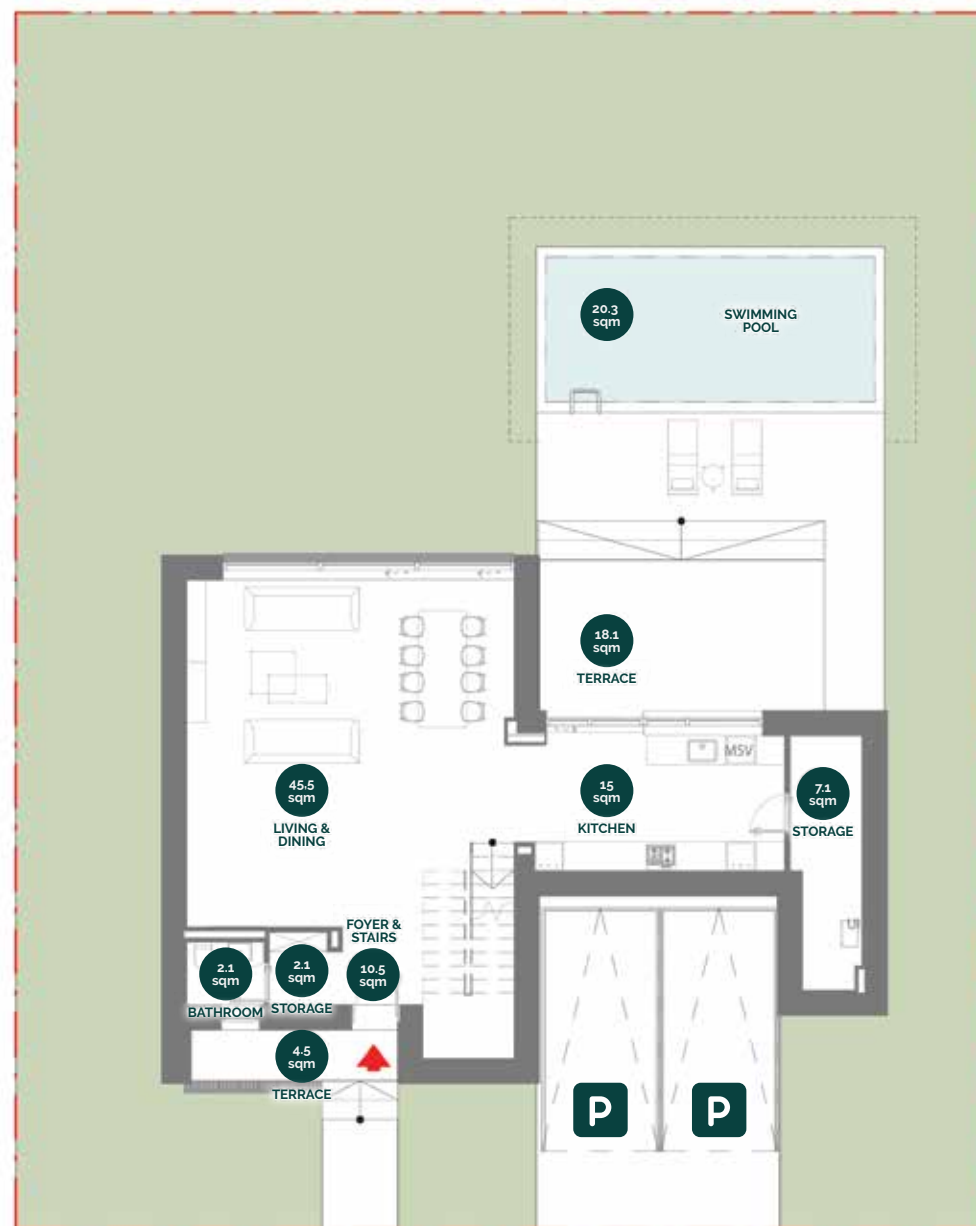 20.3
sqm
SWIMMING
POOL
18.1
sqm
TERRACE
MSV
45.5
sqm
LIVING &
DINING
15
sqm
KITCHEN
7.1
sqm
STORAGE
FOYER &
STAIRS
10.5
sqm
2.1
sqm
BATHROOM
2.1
sqm
STORAGE
4.5
sqm
TERRACE
P
P